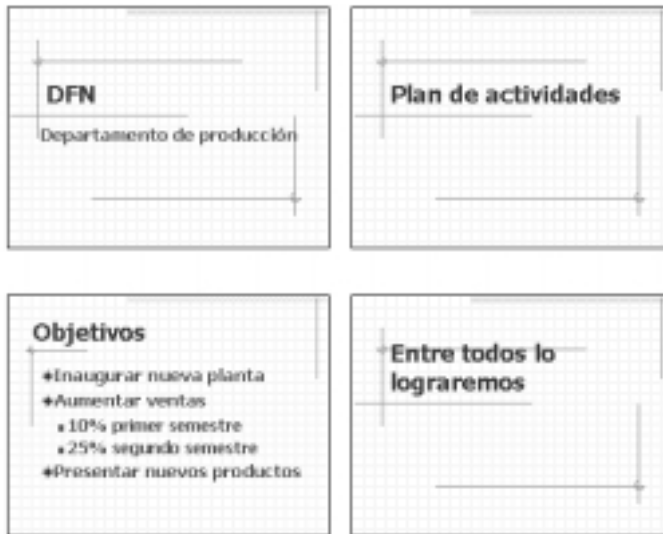 DFN
Departamento de producción
Plan de actividades
Objetivos
Inaugurar nueva planta
Aumentar ventas
10% primer semestre
25% segundo semestre
Presentar nuevos productos
Entre todos lo
lograremos